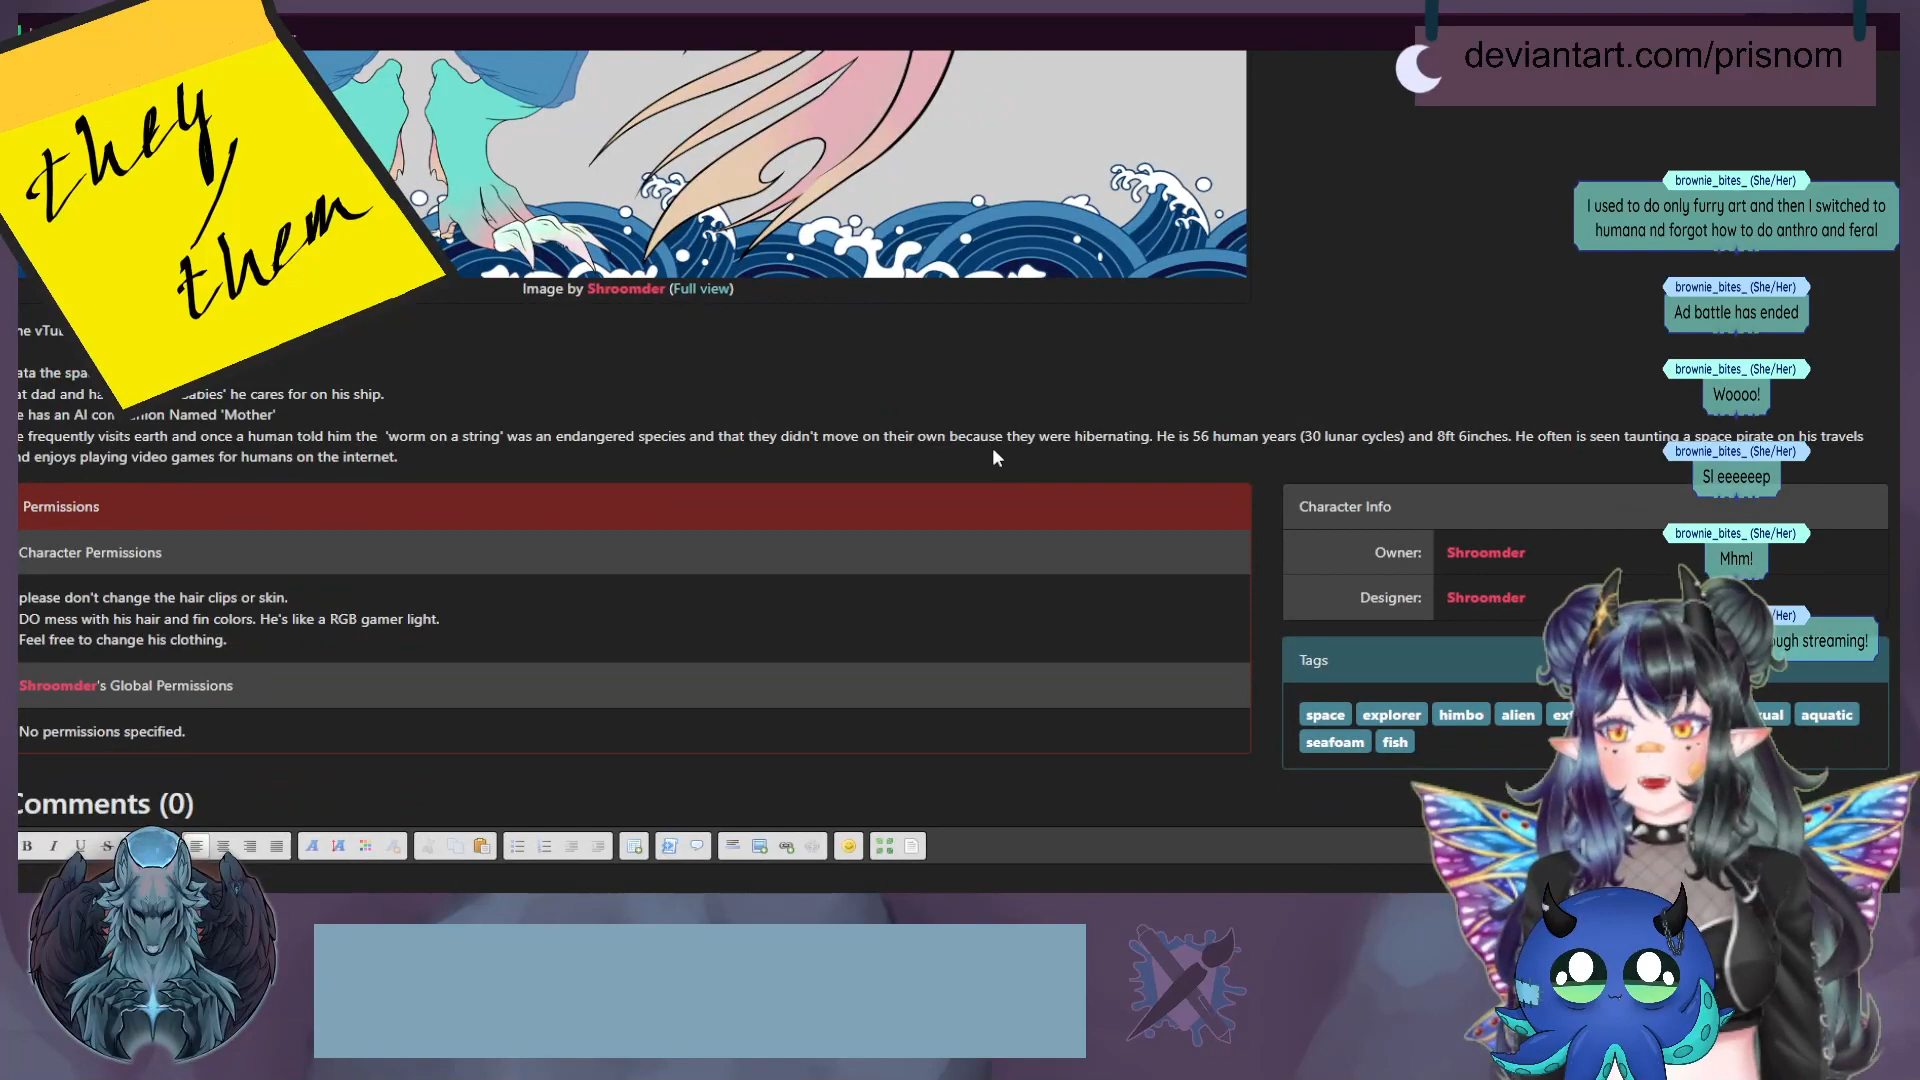 they
/
them
deviantart.com/prisnom
Image by Shroomder (Full view)
brownie_bites_ (She/Her)
I used to do only furry art and then I switched to
humana nd forgot how to do anthro and feral
brownie_bites_ (She/Her)
Ad battle has ended
brownie_bites_ (She/Her)
Woooo!
brownie_bites_ (She/Her)
Sl eeeeeep
brownie_bites_ (She/Her)
Mhm!
streaming!
the
dad and
he cares for on his ship.
has an AI
Named 'Mother'
frequently visits earth and once a human told him the 'worm on a string' was an endangered species and that they didn't move on their own because they were hibernating. He is 56 human years (30 lunar cycles) and 8ft 6inches. He often is seen taunting a space pirate on his travels
enjoys playing video games for humans on the internet.
Permissions
Character Permissions
please don't change the hair clips or skin.
DO mess with his hair and fin colors. He's like a RGB gamer light.
Feel free to change his clothing.
Shroomder's Global Permissions
No permissions specified.
Character Info
Owner: Shroomder
Designer: Shroomder
Tags
space explorer himbo alien aquatic
seafoam fish
Comments (0)
B I U S